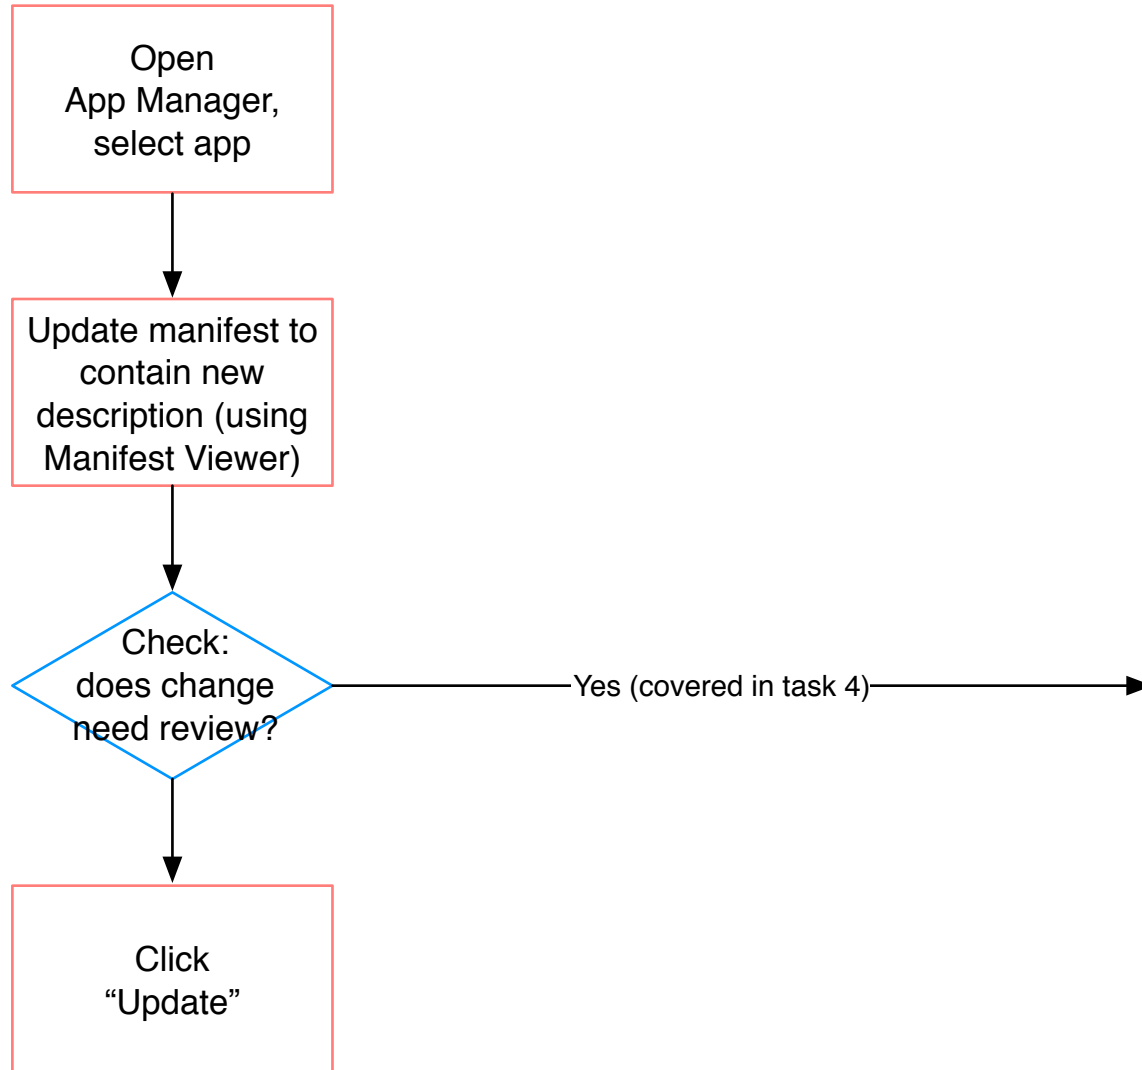 Open
App Manager,
select app
Update manifest to
contain new
description (using
Manifest Viewer)
Check:
does change
need review?
Yes (covered in task 4)
Click
“Update”